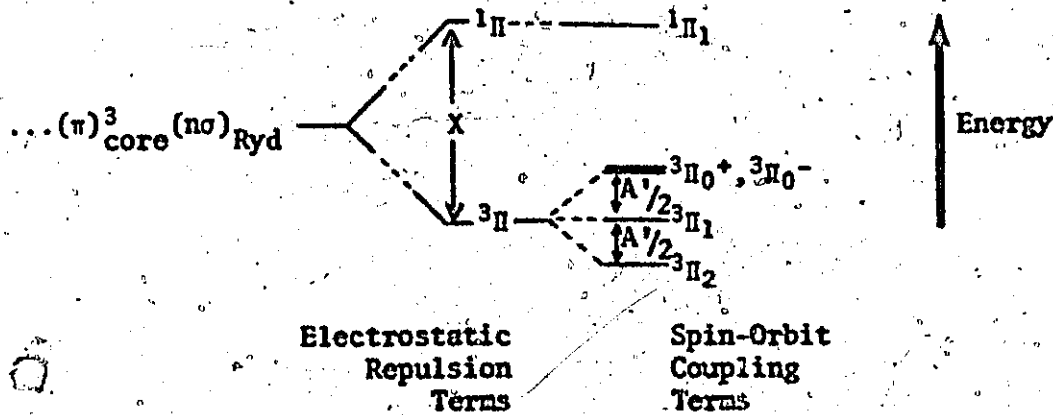 ¹Π ¹Π₁
...(π)³core(nσ)Ryd X Energy
³Π₀⁺,³Π₀⁻
A'/2
³Π ³Π₁
A'/2
³Π₂
Electrostatic Spin-Orbit
Repulsion Coupling
Terms Terms